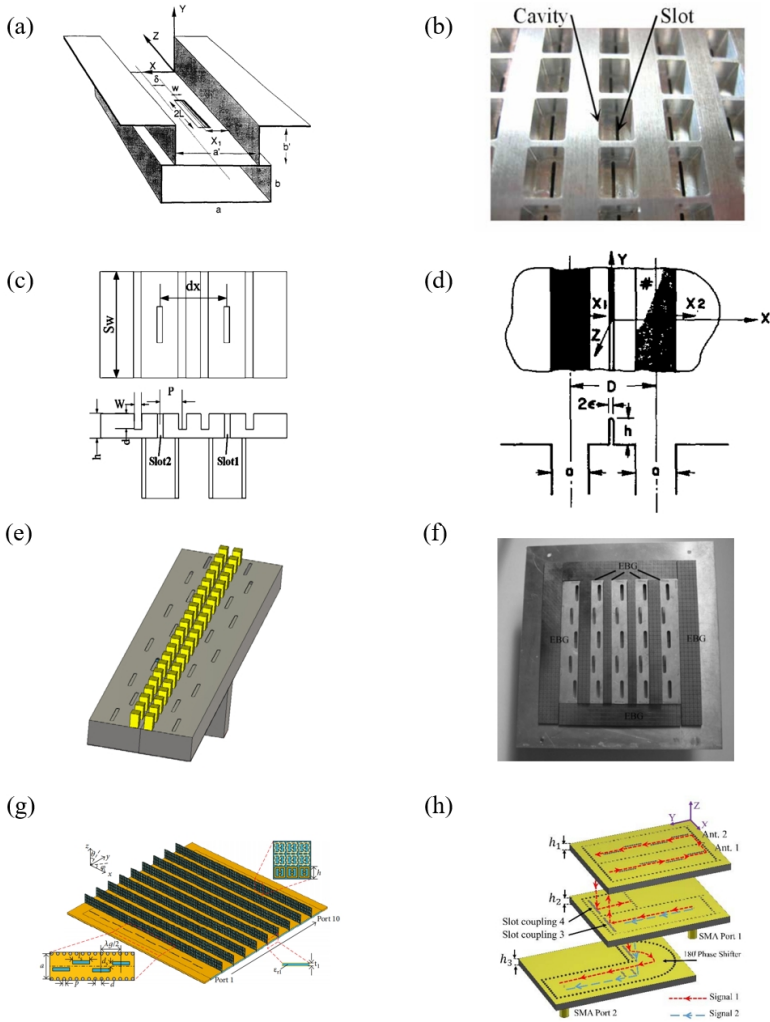 (a)
Y
Z
X
δ
w
2L
X₁
a'
b'
b
a
(b)
Cavity
Slot
(c)
dx
Sw
P
W
d
h
Slot2
Slot1
(d)
Y
#
X1
X2
X
Z
D
2ϵ
h
a
a
(e)
(f)
EBG
EBG
EBG
EBG
(g)
z
y
x
h
Port 10
λg/2
a
p
d
Port 1
(h)
Z
Y
X
h₁
Ant. 2
Ant. 1
h₂
Slot coupling 4
Slot coupling 3
SMA Port 1
h₃
180 Phase Shifter
Signal 1
Signal 2
SMA Port 2